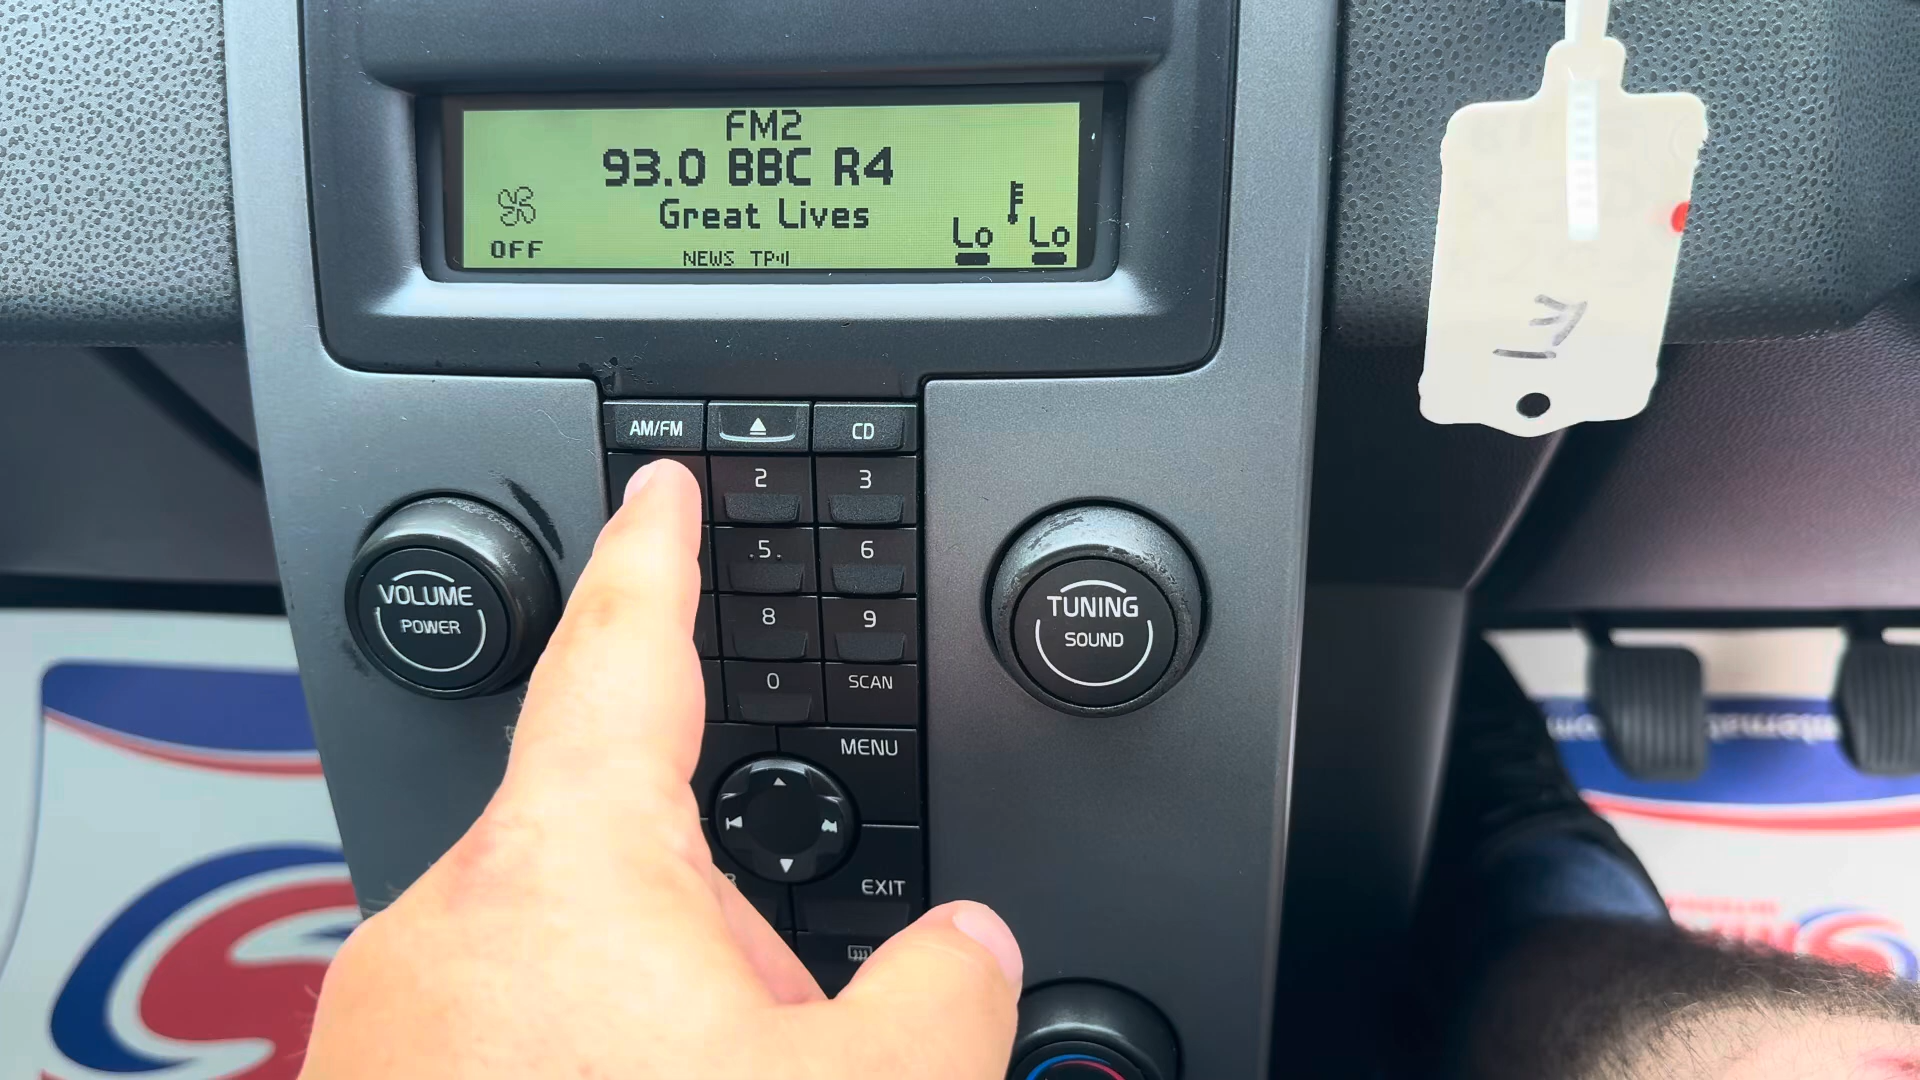 FM2
93.0 BBC R4
Great Lives
OFF
Lo Lo
NEWS TP
AM/FM
CD
2
3
.5.
6
8
9
0
SCAN
MENU
EXIT
VOLUME
POWER
TUNING
SOUND